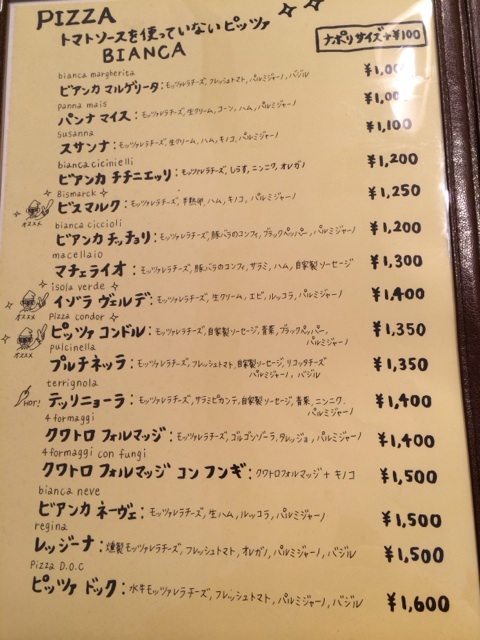 PIZZA
トマトソースを使っていないピッツァ
BIANCA
ナポリサイズ+¥100
bianca margherita
ビアンカ マルゲリータ:モッツァレラチーズ,フレッシュトマト,パルミジャーノ,バジル ¥1,00
panna mais
パンナ マイス:モッツァレラチーズ,生クリーム,コーン,ハム,パルミジャーノ ¥1,00
susanna
スサンナ:モッツァレラチーズ,生クリーム,ハム,キノコ,パルミジャーノ ¥1,100
bianca cicinielli
ビアンカ チチニエッリ:モッツァレラチーズ,しらす,ニンニク,オレガノ ¥1,200
Bismarck
オススメ ビスマルク:モッツァレラチーズ,半熟卵,ハム,キノコ,パルミジャーノ ¥1,250
bianca ciccioli
ビアンカ チッチョリ:モッツァレラチーズ,豚バラのコンフィ,ブラックペッパー,パルミジャーノ ¥1,200
macellaio
マチェライオ:モッツァレラチーズ,豚バラのコンフィ,サラミ,ハム,自家製ソーセージ ¥1,300
isola verde
オススメ イゾラ ヴェルデ:モッツァレラチーズ,生クリーム,エビ,ルッコラ,パルミジャーノ ¥1,400
Pizza condor
オススメ ピッツァ コンドル:モッツァレラチーズ,自家製ソーセージ,青菜,ブラックペッパー, ¥1,350
パルミジャーノ
pulcinella
プルチネッラ:モッツァレラチーズ,フレッシュトマト,自家製ソーセージ,リコッタチーズ ¥1,350
パルミジャーノ,バジル
terrignola
HOT! テッリニョーラ:モッツァレラチーズ,サラミピカンテ,自家製ソーセージ,青菜,ニンニク, ¥1,400
パルミジャーノ
4 formaggi
クワトロ フォルマッジ:モッツァレラチーズ,ゴルゴンゾーラ,タレッジョ,パルミジャーノ ¥1,400
4 formaggi con fungi
クワトロ フォルマッジ コン フンギ:クワトロフォルマッジ+キノコ ¥1,500
bianca neve
ビアンカ ネーヴェ:モッツァレラチーズ,生ハム,ルッコラ,パルミジャーノ ¥1,500
regina
レッジーナ:燻製モッツァレラチーズ,フレッシュトマト,オレガノ,パルミジャーノ,バジル ¥1,500
Pizza D.O.C
ピッツァ ドック:水牛モッツァレラチーズ,フレッシュトマト,パルミジャーノ,バジル ¥1,600